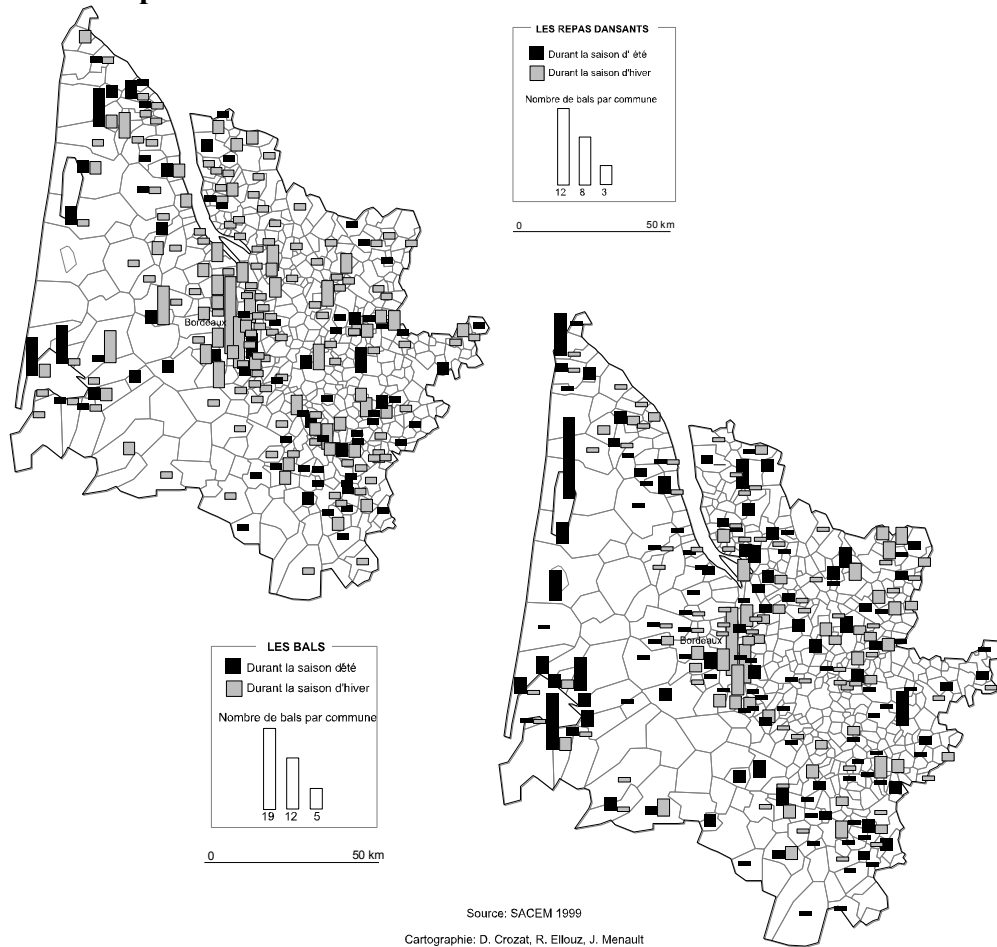 LES REPAS DANSANTS
Durant la saison d' été
Durant la saison d'hiver
Nombre de bals par commune
12 8 3
0 50 km
Bordeaux
Bordeaux
LES BALS
Durant la saison dété
Durant la saison d'hiver
Nombre de bals par commune
19 12 5
0 50 km
Source: SACEM 1999
Cartographie: D. Crozat, R. Ellouz, J. Menault